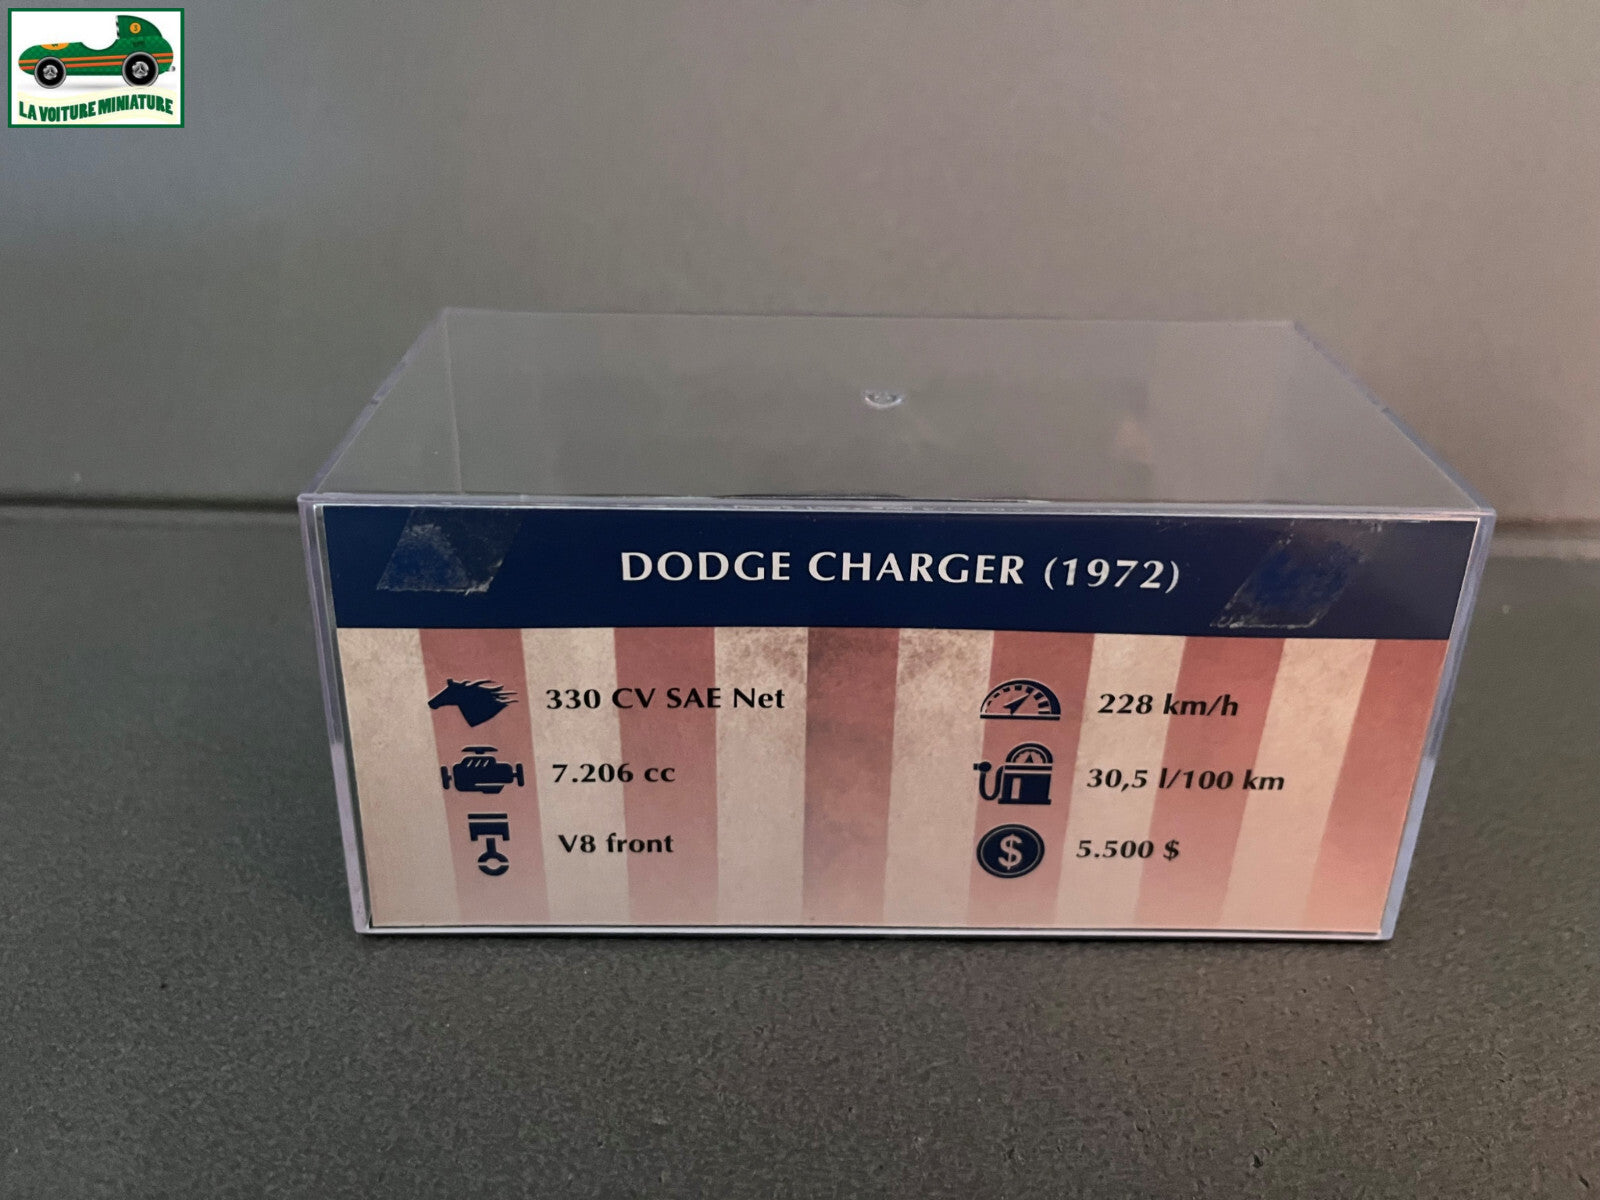 LA VOITURE MINIATURE
DODGE CHARGER (1972)
330 CV SAE Net
228 km/h
7.206 cc
30,5 l/100 km
V8 front
$
5.500 $